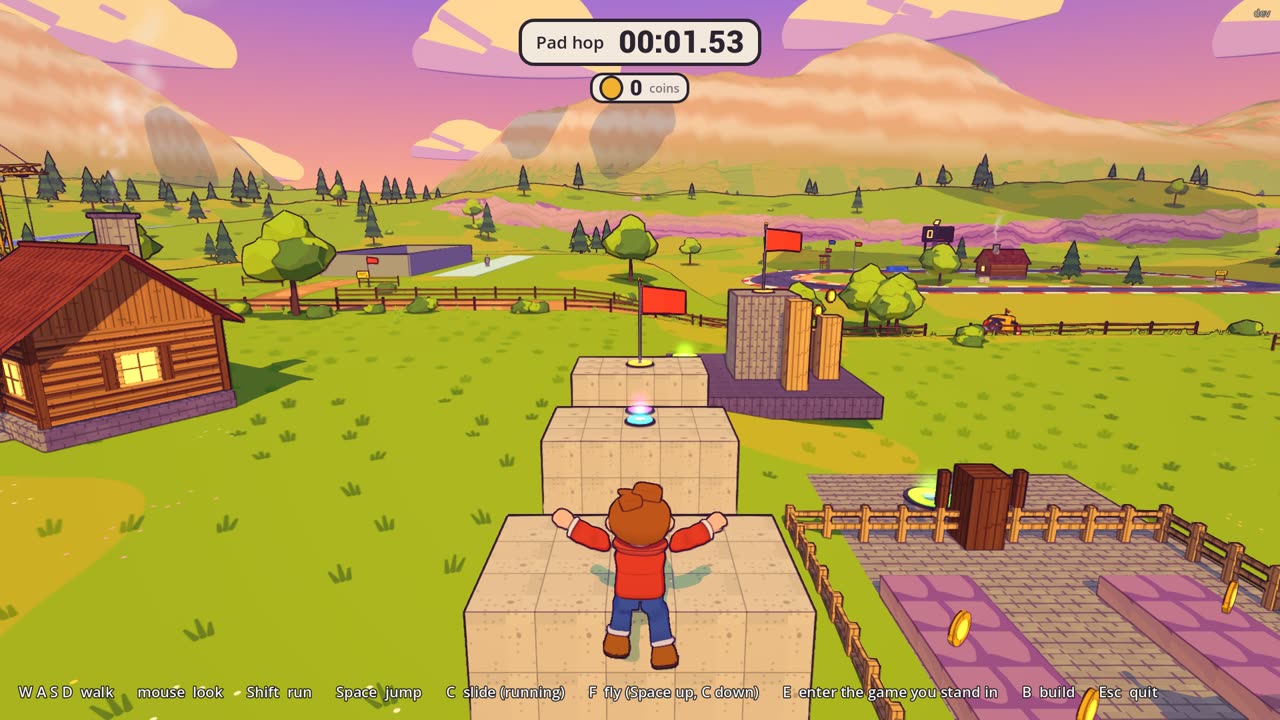 dev
Pad hop 00:01.53
0 coins
W A S D walk mouse look Shift run Space jump C slide (running) F fly (Space up, C down) E enter the game you stand in B build Esc quit